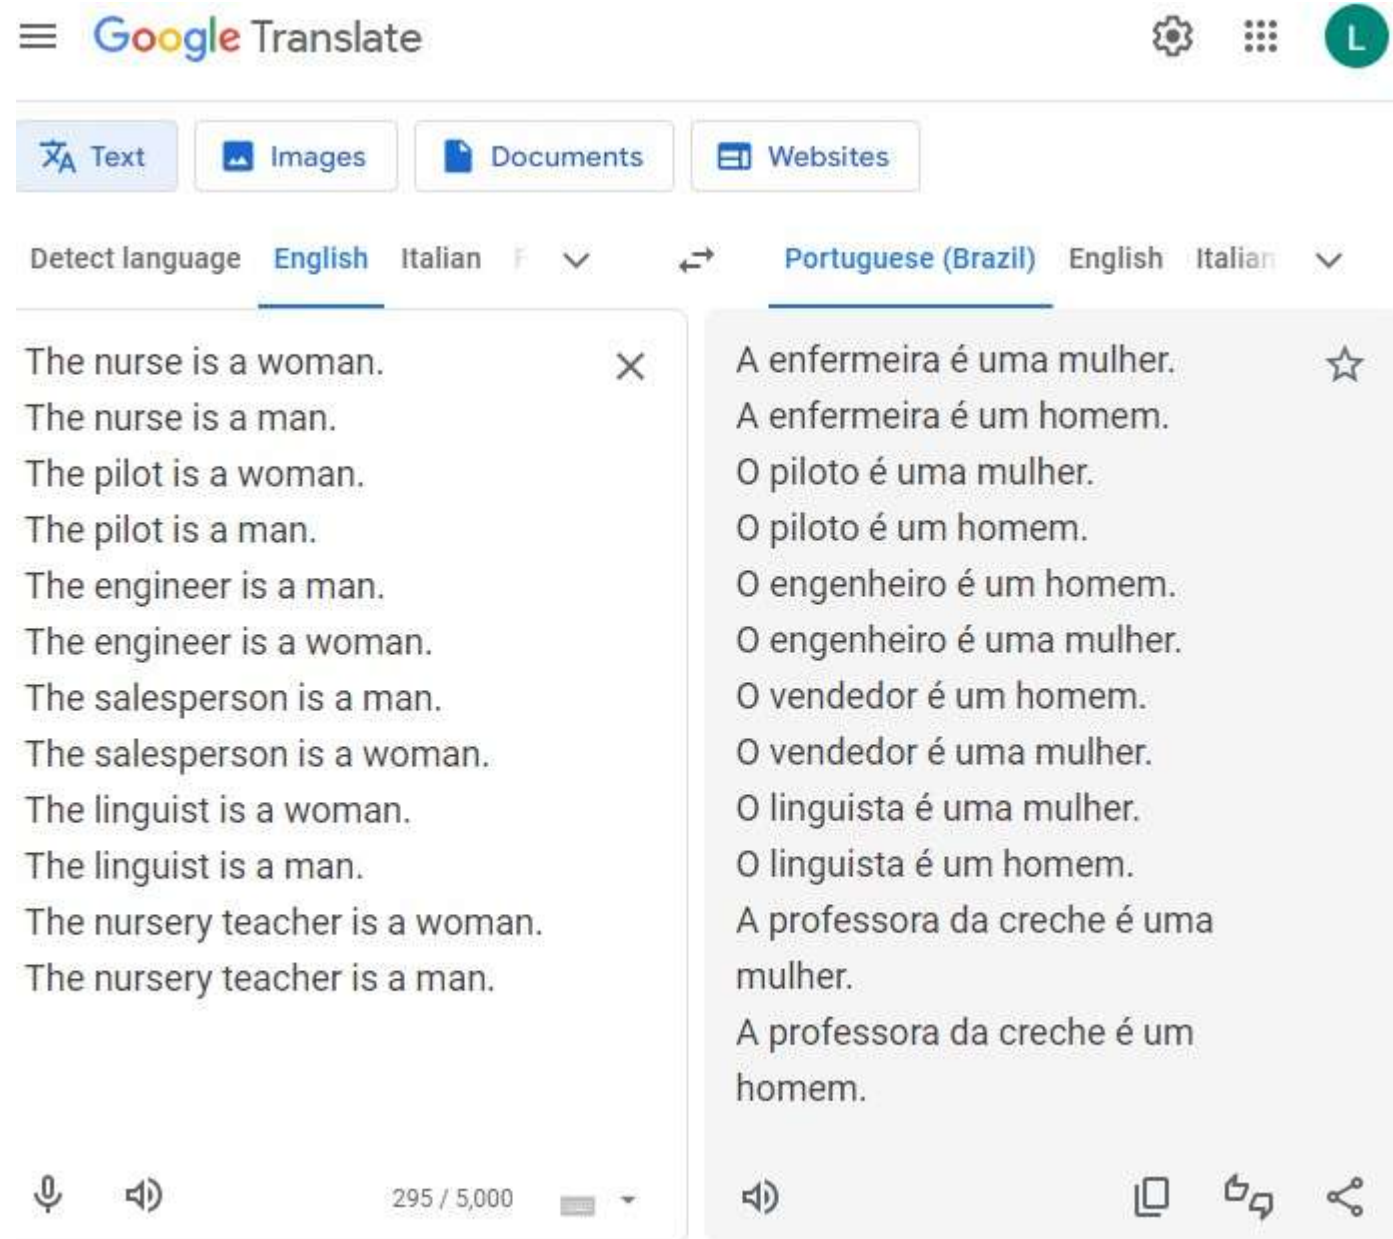 Google Translate
L
Text Images Documents Websites
Detect language English Italian
Portuguese (Brazil) English Italian
The nurse is a woman.
The nurse is a man.
The pilot is a woman.
The pilot is a man.
The engineer is a man.
The engineer is a woman.
The salesperson is a man.
The salesperson is a woman.
The linguist is a woman.
The linguist is a man.
The nursery teacher is a woman.
The nursery teacher is a man.
295 / 5,000
A enfermeira é uma mulher.
A enfermeira é um homem.
O piloto é uma mulher.
O piloto é um homem.
O engenheiro é um homem.
O engenheiro é uma mulher.
O vendedor é um homem.
O vendedor é uma mulher.
O linguista é uma mulher.
O linguista é um homem.
A professora da creche é uma
mulher.
A professora da creche é um
homem.